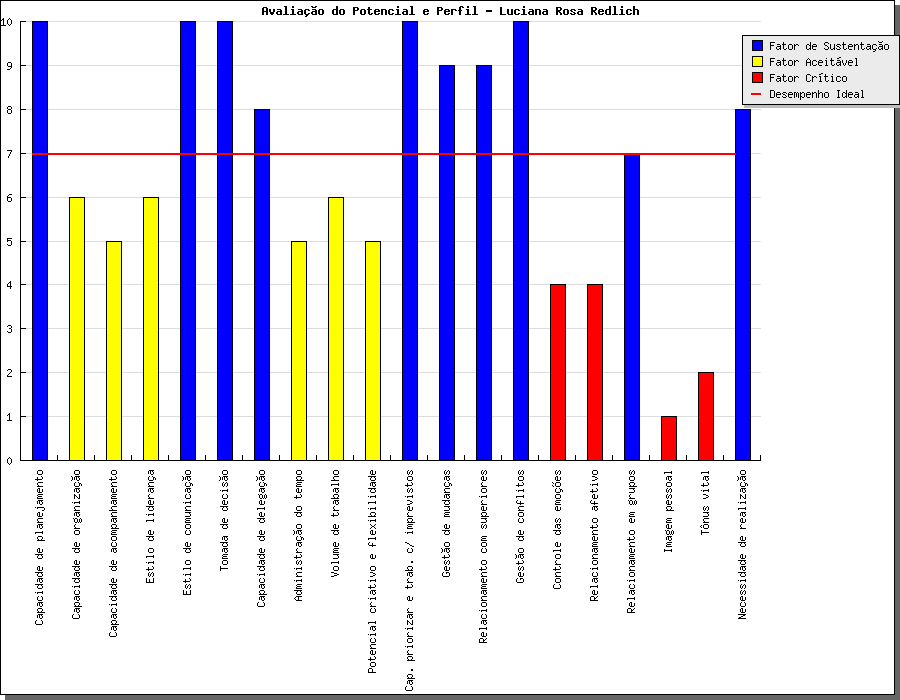 Avaliação do Potencial e Perfil - Luciana Rosa Redlich
Fator de Sustentação
Fator Aceitável
Fator Crítico
Desempenho Ideal
10
9
8
7
6
5
4
3
2
1
0
Capacidade de planejamento
Capacidade de organização
Capacidade de acompanhamento
Estilo de liderança
Estilo de comunicação
Tomada de decisão
Capacidade de delegação
Administração do tempo
Volume de trabalho
Potencial criativo e flexibilidade
Cap. priorizar e trab. c/ imprevistos
Gestão de mudanças
Relacionamento com superiores
Gestão de conflitos
Controle das emoções
Relacionamento afetivo
Relacionamento em grupos
Imagem pessoal
Tônus vital
Necessidade de realização